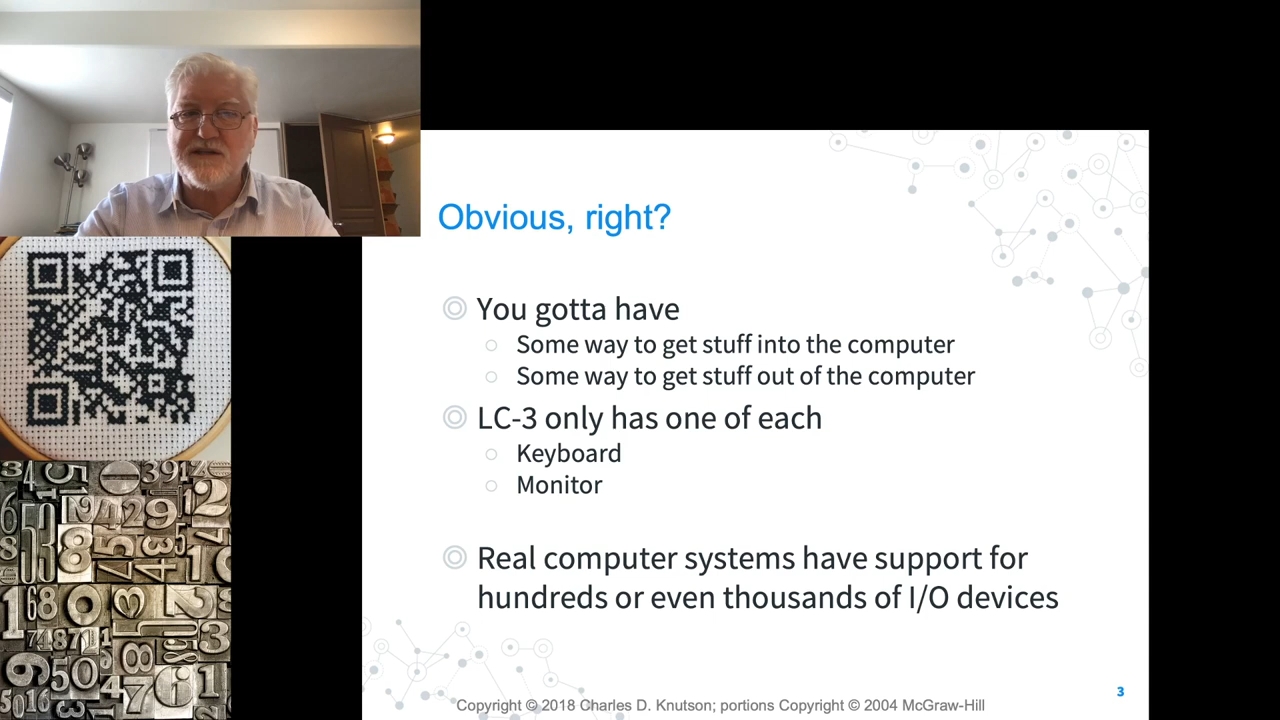 Obvious, right?
You gotta have
Some way to get stuff into the computer
Some way to get stuff out of the computer
LC-3 only has one of each
Keyboard
Monitor
Real computer systems have support for
hundreds or even thousands of I/O devices
3
Copyright © 2018 Charles D. Knutson; portions Copyright © 2004 McGraw-Hill